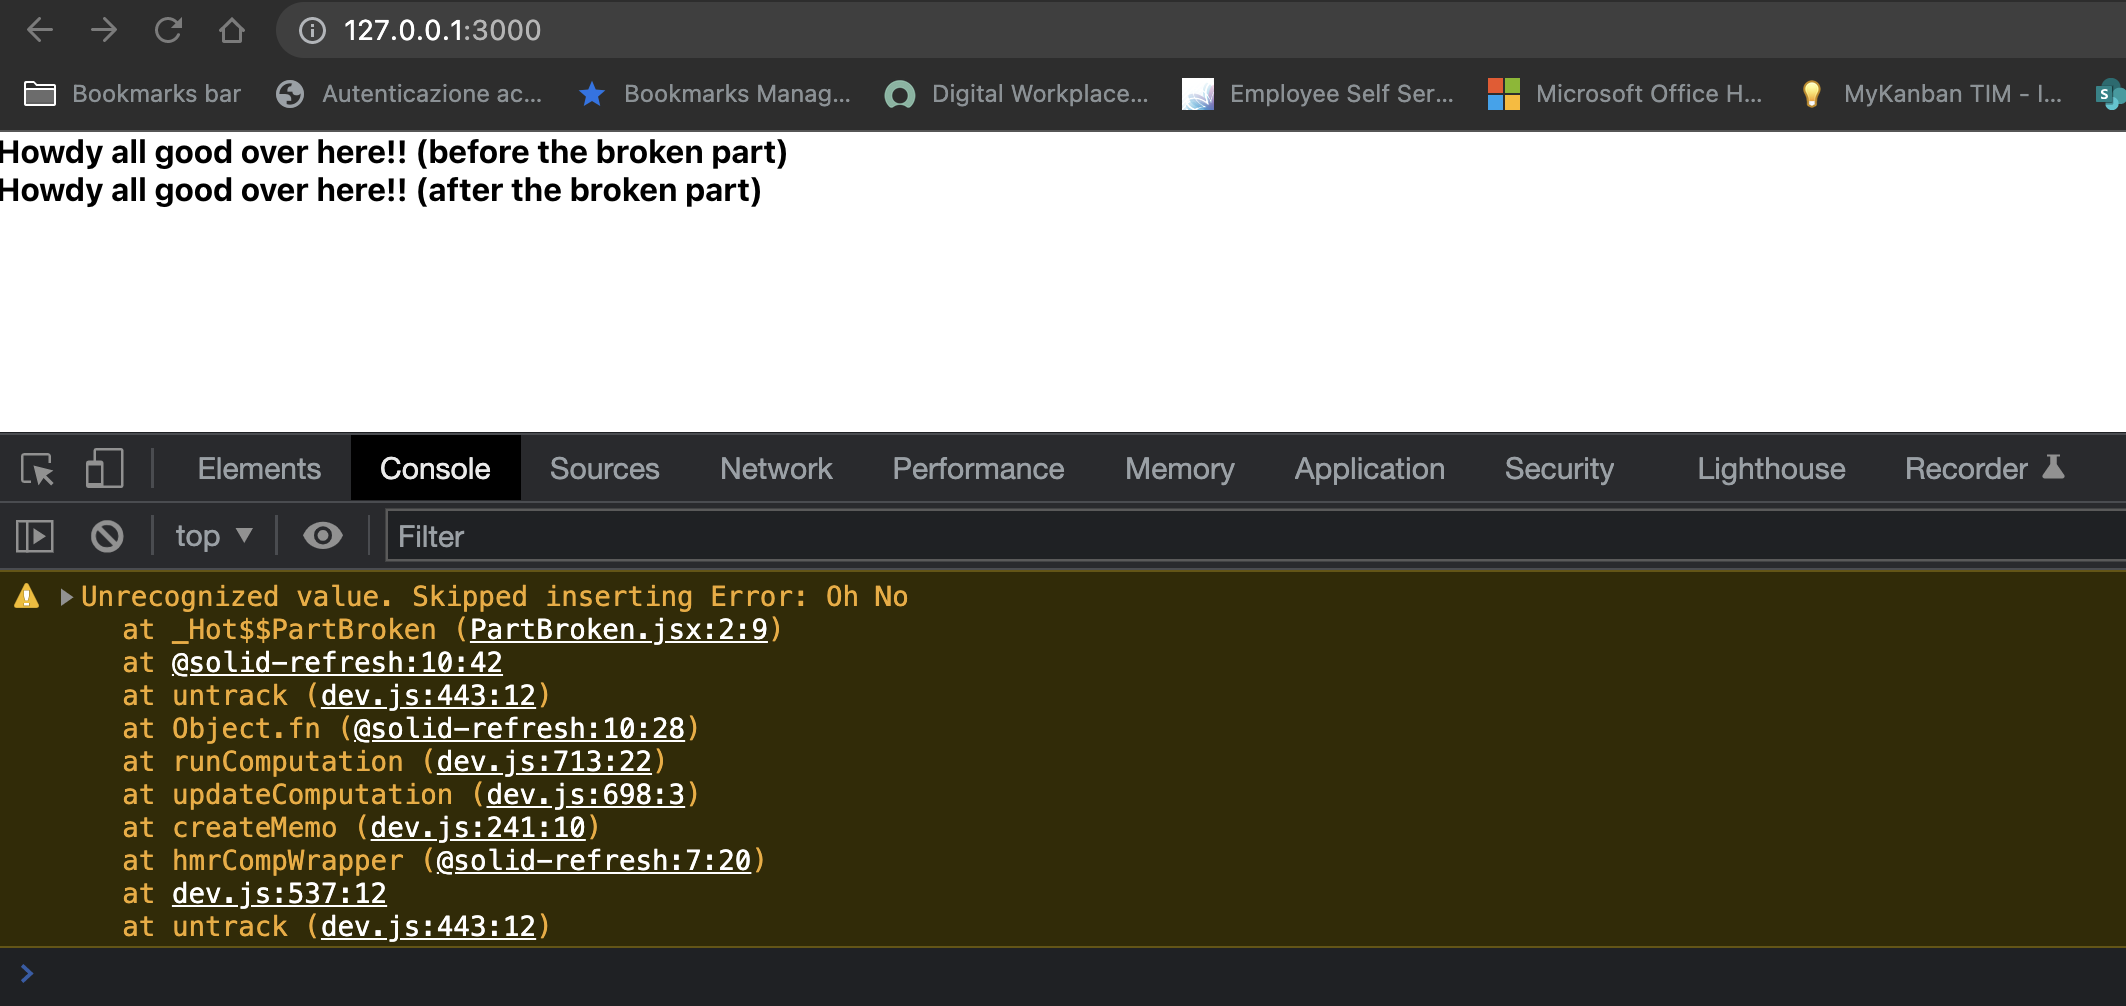 127.0.0.1:3000
Bookmarks bar Autenticazione ac... Bookmarks Manag... Digital Workplace... Employee Self Ser... Microsoft Office H... MyKanban TIM - I... S
Howdy all good over here!! (before the broken part)
Howdy all good over here!! (after the broken part)
Elements Console Sources Network Performance Memory Application Security Lighthouse Recorder
top Filter
Unrecognized value. Skipped inserting Error: Oh No
at _Hot$$PartBroken (PartBroken.jsx:2:9)
at @solid-refresh:10:42
at untrack (dev.js:443:12)
at Object.fn (@solid-refresh:10:28)
at runComputation (dev.js:713:22)
at updateComputation (dev.js:698:3)
at createMemo (dev.js:241:10)
at hmrCompWrapper (@solid-refresh:7:20)
at dev.js:537:12
at untrack (dev.js:443:12)